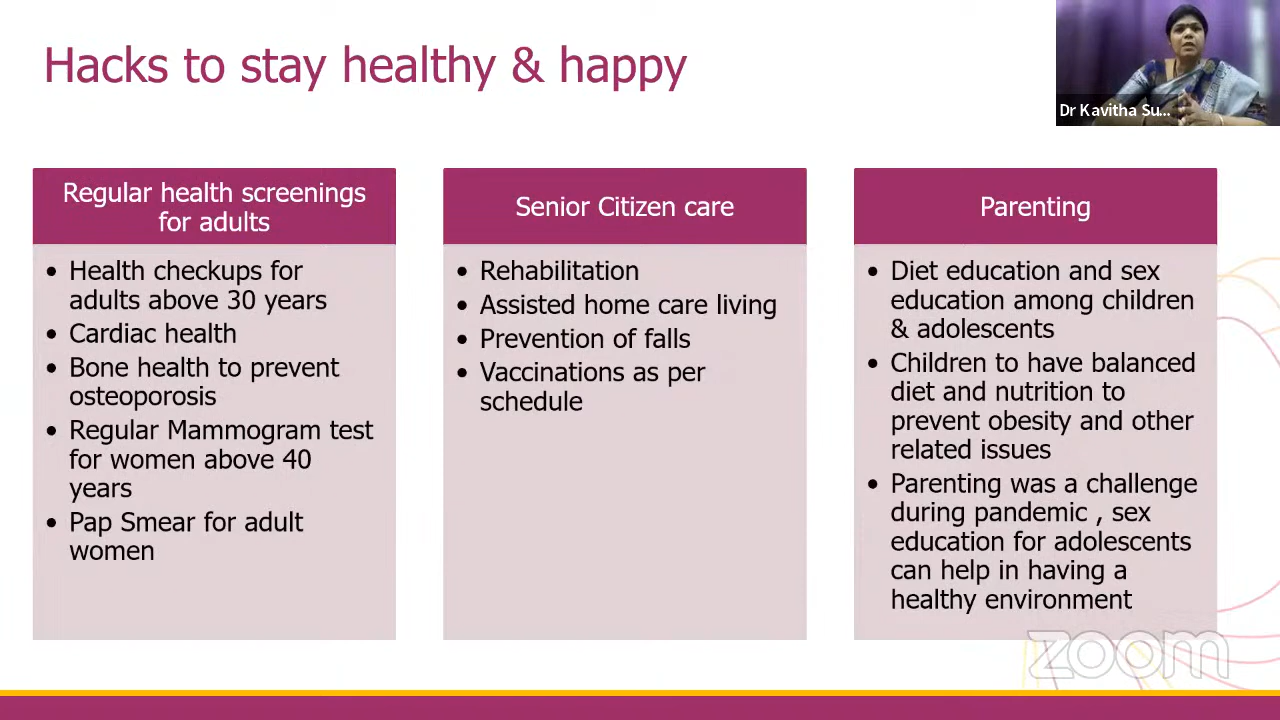 Hacks to stay healthy & happy
Dr Kavitha Su...
Regular health screenings
for adults
• Health checkups for
adults above 30 years
• Cardiac health
• Bone health to prevent
osteoporosis
• Regular Mammogram test
for women above 40
years
• Pap Smear for adult
women
Senior Citizen care
• Rehabilitation
• Assisted home care living
• Prevention of falls
• Vaccinations as per
schedule
Parenting
• Diet education and sex
education among children
& adolescents
• Children to have balanced
diet and nutrition to
prevent obesity and other
related issues
• Parenting was a challenge
during pandemic , sex
education for adolescents
can help in having a
healthy environment
zoom